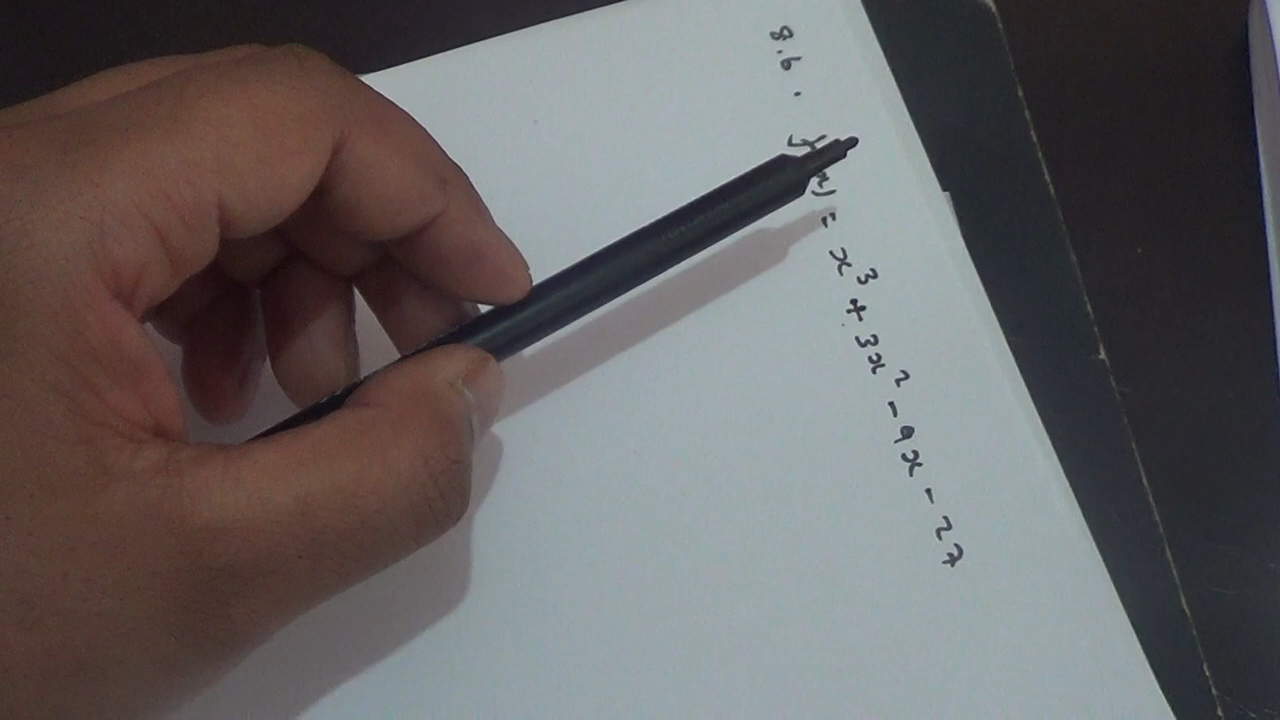 8.6. f(x) = x³ + 3x² - 9x - 27